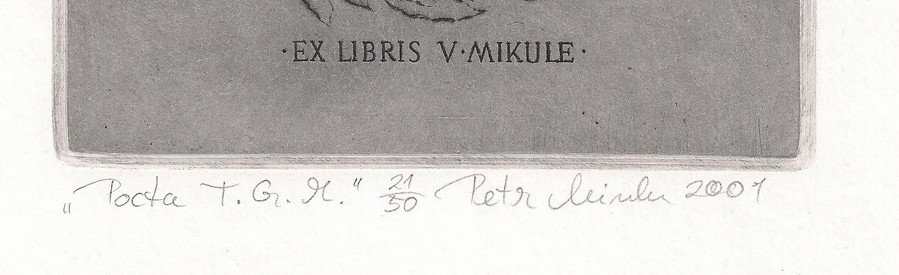 ·EX LIBRIS V·MIKULE·
„Pocta T. G. M." 21/50 Petr 2001